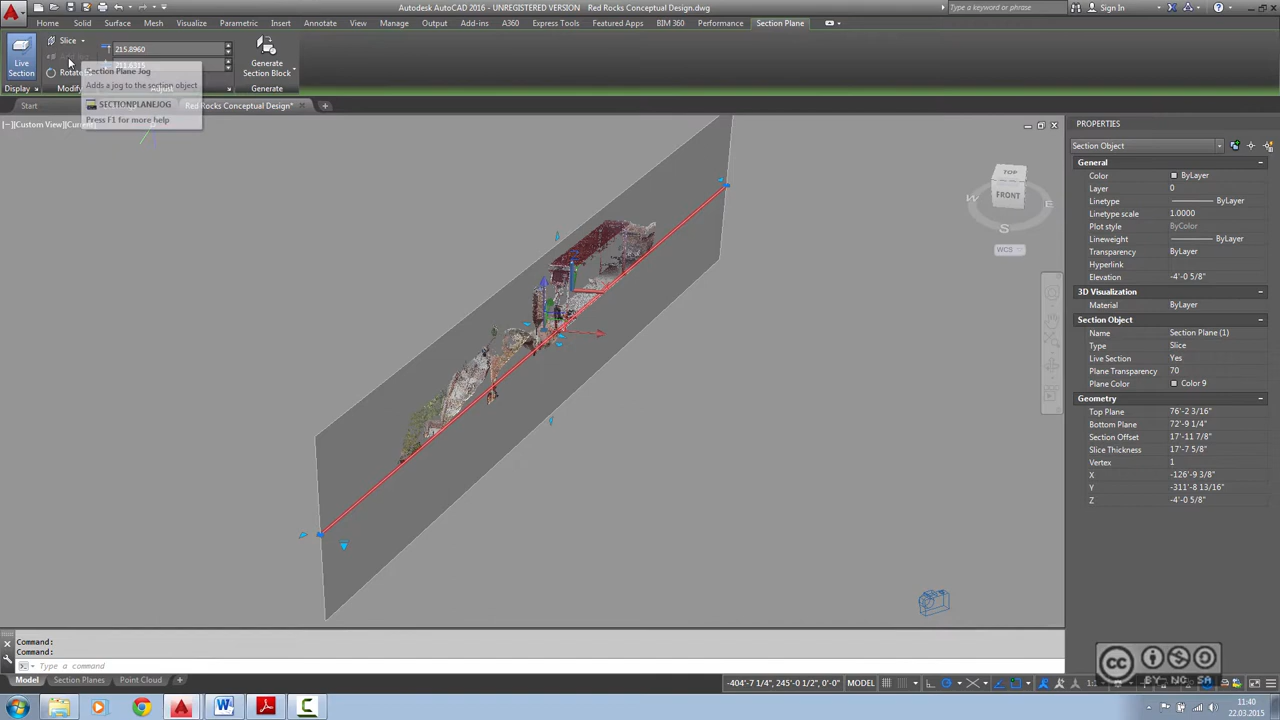 Autodesk AutoCAD 2016 - UNREGISTERED VERSION Red Rocks Conceptual Design.dwg
Type a keyword or phrase
Sign In
Home Solid Surface Mesh Visualize Parametric Insert Annotate View Manage Output Add-ins A360 Express Tools Featured Apps BIM 360 Performance Section Plane
Live Section
Slice
Rotate
215.8960
Generate Section Block
Display
Modify
Generate
Section Plane Jog
Adds a jog to the section object
SECTIONPLANEJOG
Press F1 for more help
Start
Red Rocks Conceptual Design*
[−][Custom View]
TOP
FRONT
W
E
S
WCS
PROPERTIES
Section Object
General
Color ByLayer
Layer 0
Linetype ByLayer
Linetype scale 1.0000
Plot style ByColor
Lineweight ByLayer
Transparency ByLayer
Hyperlink
Elevation -4'-0 5/8"
3D Visualization
Material ByLayer
Section Object
Name Section Plane (1)
Type Slice
Live Section Yes
Plane Transparency 70
Plane Color Color 9
Geometry
Top Plane 76'-2 3/16"
Bottom Plane 72'-9 1/4"
Section Offset 17'-11 7/8"
Slice Thickness 17'-7 5/8"
Vertex 1
X -126'-9 3/8"
Y -311'-8 13/16"
Z -4'-0 5/8"
Command:
Command:
Type a command
Model Section Planes Point Cloud
-404'-7 1/4", 245'-0 1/2", 0'-0" MODEL
cc
BY NC SA
11:40
22.03.2015